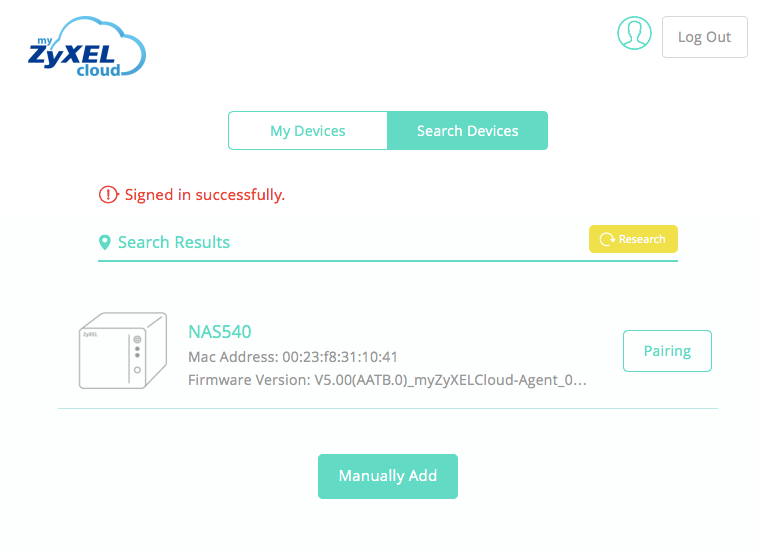 my
ZyXEL
cloud
Log Out
My Devices
Search Devices
Signed in successfully.
Search Results
Research
ZyXEL
NAS540
Mac Address: 00:23:f8:31:10:41
Firmware Version: V5.00(AATB.0)_myZyXELCloud-Agent_0...
Pairing
Manually Add